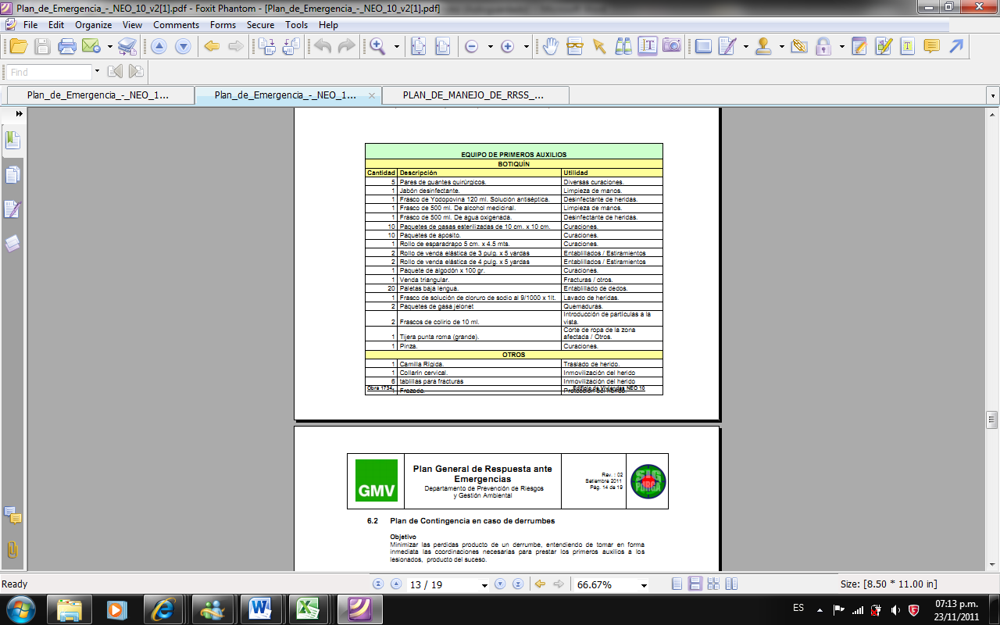 Plan_de_Emergencia_-_NEO_10_v2[1].pdf - Foxit Phantom - [Plan_de_Emergencia_-_NEO_10_v2[1].pdf]
File Edit Organize View Comments Forms Secure Tools Help
Find
Plan_de_Emergencia_-_NEO_1... Plan_de_Emergencia_-_NEO_1... PLAN_DE_MANEJO_DE_RRSS_...
EQUIPO DE PRIMEROS AUXILIOS
BOTIQUÍN
Cantidad Descripción Utilidad
5 Pares de guantes quirúrgicos. Diversas curaciones.
1 Jabón desinfectante. Limpieza de manos.
1 Frasco de Yodopovina 120 ml. Solución antiséptica. Desinfectante de heridas.
1 Frasco de 500 ml. De alcohol medicinal. Limpieza de manos.
1 Frasco de 500 ml. De agua oxigenada. Desinfectante de heridas.
10 Paquetes de gasas esterilizadas de 10 cm. x 10 cm. Curaciones.
10 Paquetes de aposito. Curaciones.
1 Rollo de esparadrapo 5 cm. x 4.5 mts. Curaciones.
2 Rollo de venda elástica de 3 pulg. x 5 yardas Entablillados / Estiramientos
2 Rollo de venda elástica de 4 pulg. x 5 yardas Entablillados / Estiramientos
1 Paquete de algodón x 100 gr. Curaciones.
1 Venda triangular. Fracturas / otros.
20 Paletas baja lengua. Entablillado de dedos.
1 Frasco de solución de cloruro de sodio al 9/1000 x 1lt. Lavado de heridas.
2 Paquetes de gasa jelonet Quemaduras.
2 Frascos de colirio de 10 ml. Introducción de partículas a la vista.
1 Tijera punta roma (grande). Corte de ropa de la zona afectada / Otros.
1 Pinza. Curaciones.
OTROS
1 Camilla Rígida. Traslado de herido.
1 Collarín cervical. Inmovilización del herido
6 tablillas para fracturas Inmovilización del herido
1 Frazada. Protección del herido.
Obra 1734, Edificio de Viviendas NEO 10
GMV
Plan General de Respuesta ante
Emergencias
Departamento de Prevención de Riesgos
y Gestión Ambiental
Rev. : 02
Setiembre 2011
Pág. 14 de 19
SIG
PDRGA
6.2 Plan de Contingencia en caso de derrumbes
Objetivo
Minimizar las perdidas producto de un derrumbe, entendiendo de tomar en forma
inmediata las coordinaciones necesarias para prestar los primeros auxilios a los
lesionados, producto del suceso.
Ready 13 / 19 66.67% Size: [8.50 * 11.00 in]
ES 07:13 p.m.
23/11/2011